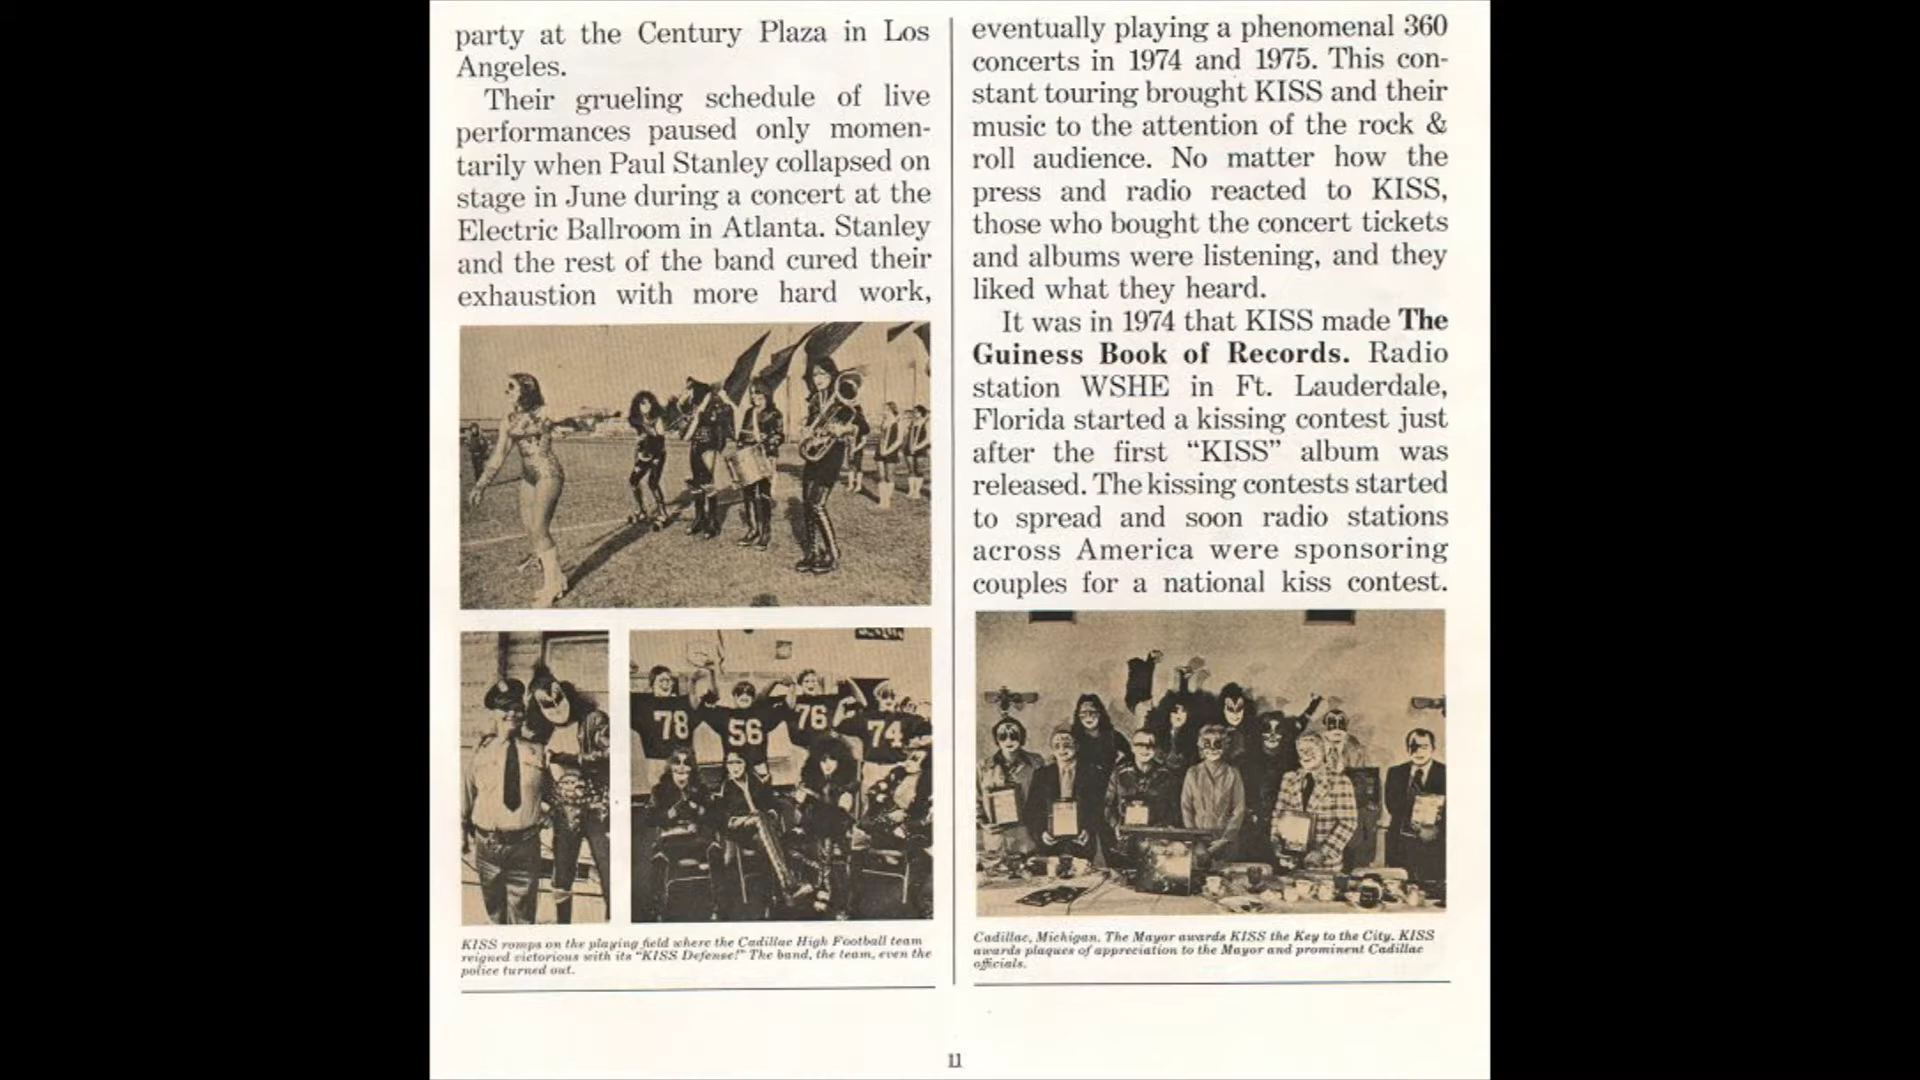 party at the Century Plaza in Los
Angeles.
Their grueling schedule of live
performances paused only momen-
tarily when Paul Stanley collapsed on
stage in June during a concert at the
Electric Ballroom in Atlanta. Stanley
and the rest of the band cured their
exhaustion with more hard work,
78
56
76
74
KISS romps on the playing field where the Cadillac High Football team
reigned victorious with its "KISS Defense!" The band, the team, even the
police turned out.
eventually playing a phenomenal 360
concerts in 1974 and 1975. This con-
stant touring brought KISS and their
music to the attention of the rock &
roll audience. No matter how the
press and radio reacted to KISS,
those who bought the concert tickets
and albums were listening, and they
liked what they heard.
It was in 1974 that KISS made The
Guiness Book of Records. Radio
station WSHE in Ft. Lauderdale,
Florida started a kissing contest just
after the first “KISS” album was
released. The kissing contests started
to spread and soon radio stations
across America were sponsoring
couples for a national kiss contest.
Cadillac, Michigan. The Mayor awards KISS the Key to the City. KISS
awards plaques of appreciation to the Mayor and prominent Cadillac
officials.
11